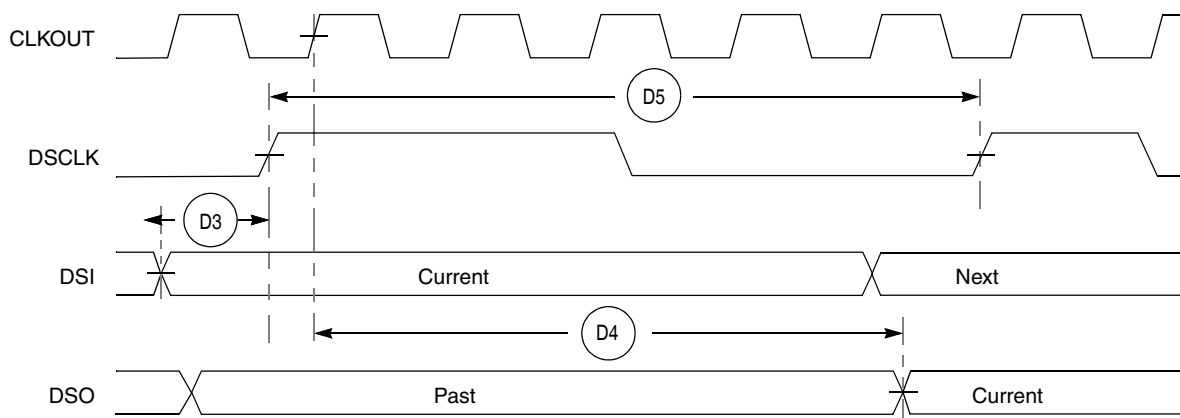 CLKOUT
D5
DSCLK
D3
DSI
Current
Next
D4
DSO
Past
Current